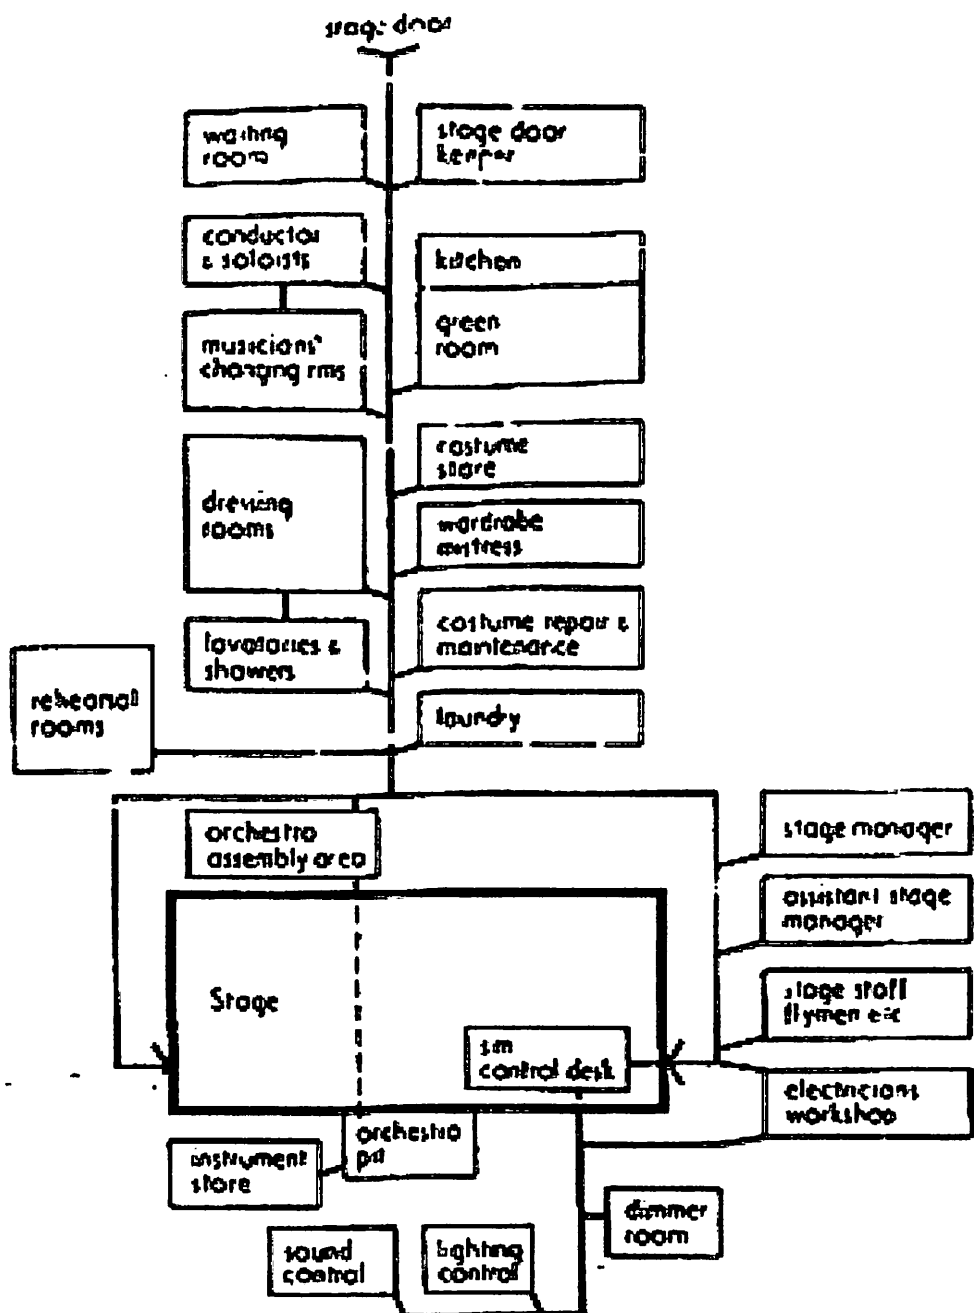 stage door
waiting
room
stage door
keeper
conductor
& soloists
kitchen
green
room
musicians'
changing rms
costume
store
dressing
rooms
wardrobe
mistress
costume repair &
maintenance
lavatories &
showers
rehearsal
rooms
laundry
orchestra
assembly area
stage manager
assistant stage
manager
Stage
stage staff
flymen etc
sm
control desk
electricians
workshop
orchestra
pit
instrument
store
dimmer
room
sound
control
lighting
control